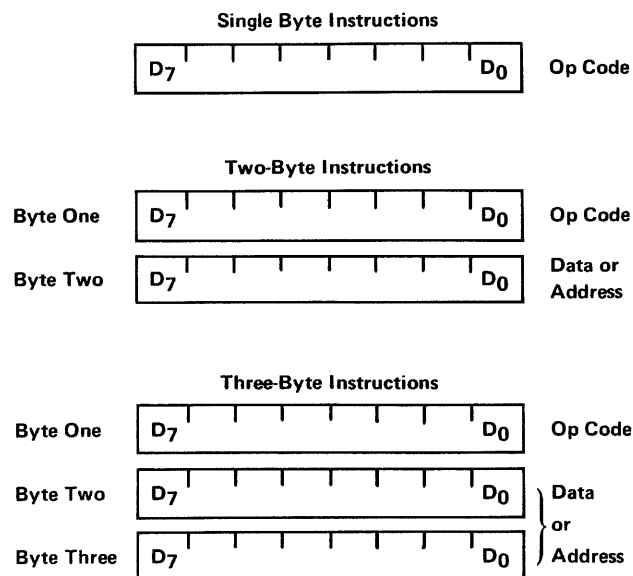 Single Byte Instructions
D7 D0 Op Code
Two-Byte Instructions
Byte One D7 D0 Op Code
Byte Two D7 D0 Data or
Address
Three-Byte Instructions
Byte One D7 D0 Op Code
Byte Two D7 D0 Data
or
Byte Three D7 D0 Address